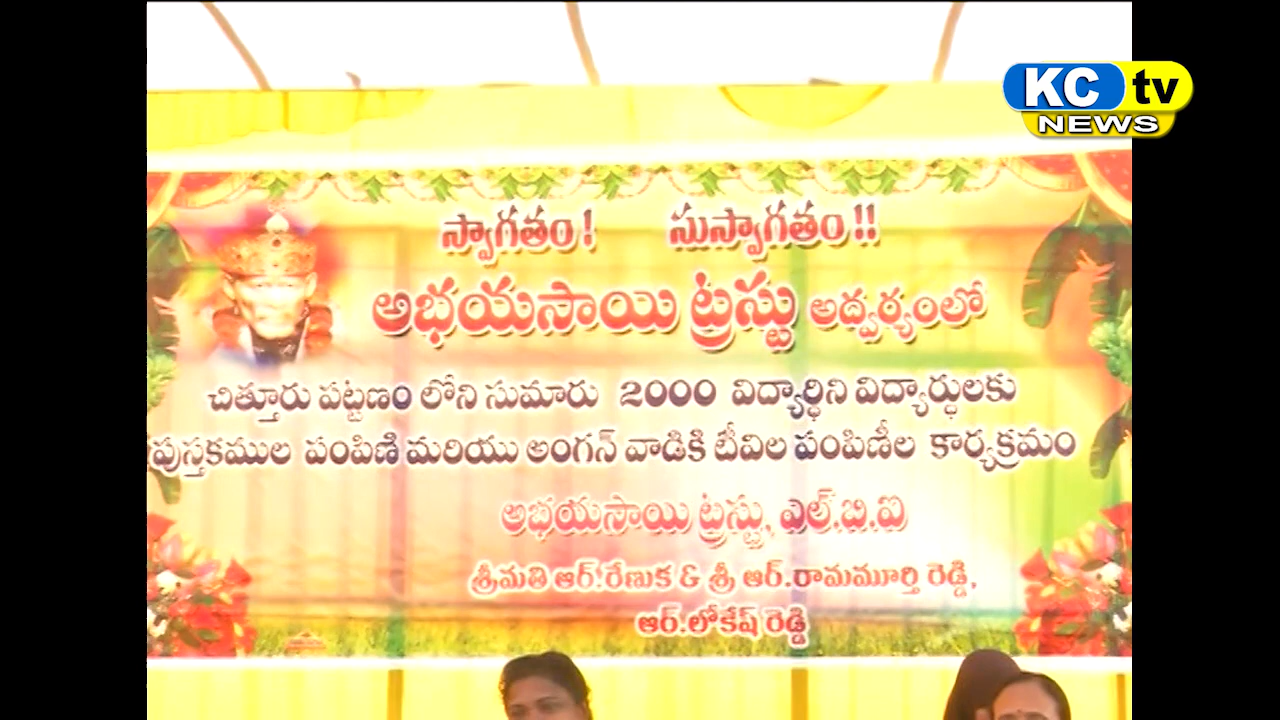 KC tv
NEWS
స్వాగతం! సుస్వాగతం!!
అభయసాయి ట్రస్టు అధ్వర్యంలో
చిత్తూరు పట్టణం లోని సుమారు 2000 విద్యార్థిని విద్యార్థులకు
పుస్తకముల పంపిణి మరియు అంగన్ వాడికి టీవిల పంపిణీల కార్యక్రమం
అభయసాయి ట్రస్టు, ఎల్.బి.ఐ
శ్రీమతి ఆర్.రేణుక & శ్రీ ఆర్.రామమూర్తి రెడ్డి,
ఆర్.లోకేష్ రెడ్డి